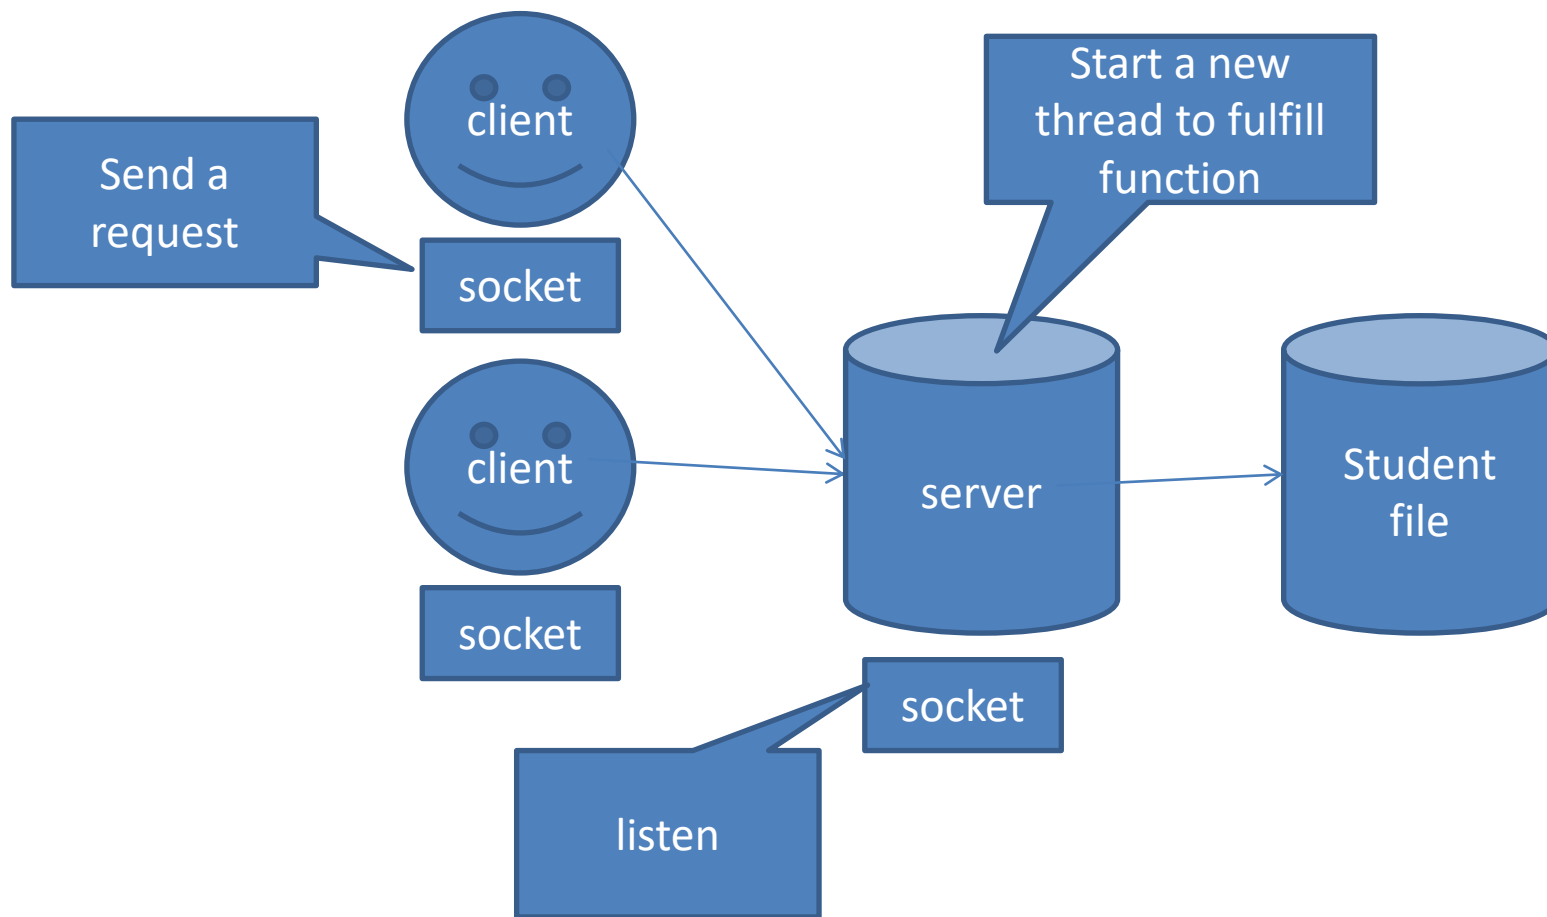 client
Start a new
thread to fulfill
function
Send a
request
socket
client
server
Student
file
socket
socket
listen